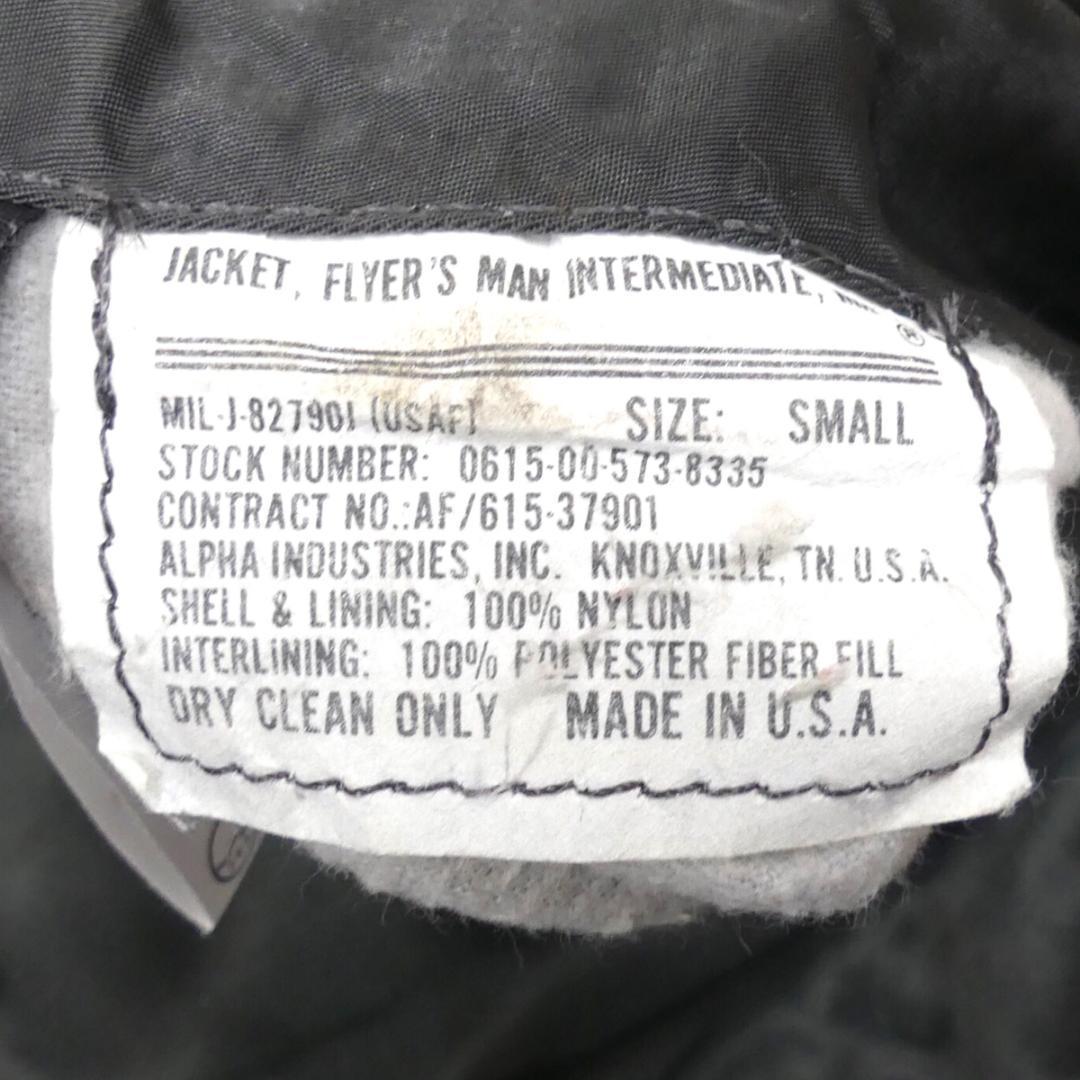 JACKET, FLYER'S MAN INTERMEDIATE,
®
MIL-J-82790J (USAF) SIZE: SMALL
STOCK NUMBER: 0615-00-573-8335
CONTRACT NO.:AF/615-37901
ALPHA INDUSTRIES, INC. KNOXVILLE, TN. U.S.A.
SHELL & LINING: 100% NYLON
INTERLINING: 100% POLYESTER FIBER FILL
DRY CLEAN ONLY MADE IN U.S.A.